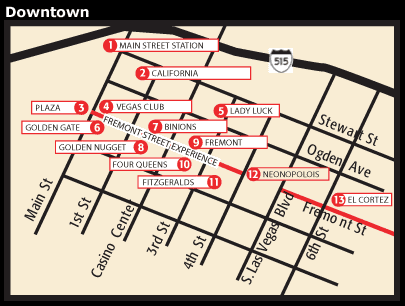 Downtown
1 MAIN STREET STATION
515
2 CALIFORNIA
PLAZA 3
4 VEGAS CLUB
5 LADY LUCK
GOLDEN GATE 6
7 BINIONS
FREMONT STREET EXPERIENCE
GOLDEN NUGGET 8
9 FREMONT
FOUR QUEENS 10
FITZGERALDS 11
12 NEONOPOLOIS
13 EL CORTEZ
Stewart St
Ogden Ave
Fremont St
Main St
1st St
Casino Center
3rd St
4th St
S. Las Vegas Blvd
6th St